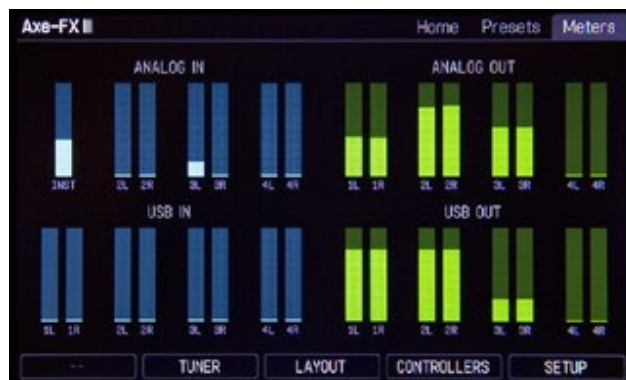 Axe-FX III Home Presets Meters
ANALOG IN ANALOG OUT
INST 2L 2R 3L 3R 4L 4R 1L 1R 2L 2R 3L 3R 4L 4R
USB IN USB OUT
1L 1R 2L 2R 3L 3R 4L 4R 1L 1R 2L 2R 3L 3R 4L 4R
-- TUNER LAYOUT CONTROLLERS SETUP